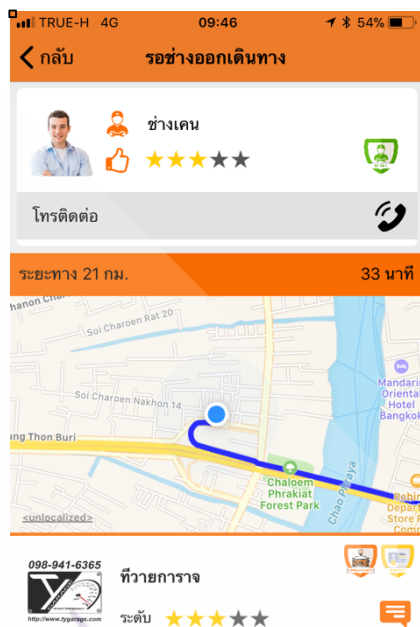 TRUE-H 4G 09:46 54%
กลับ รอช่างออกเดินทาง
ช่างเคน
โทรติดต่อ
ระยะทาง 21 กม. 33 นาที
Soi Charoen Rat 20
Soi Charoen Nakhon 14
Mandarin
Oriental
Hotel
Bangkok
ung Thon Buri
Chaloem
Phrakiat
Forest Park
Chao Phraya
Robin
Depart
Store R
<unlocalized>
098-941-6365
ทีวายการาจ
http://www.tygarage.com
ระดับ